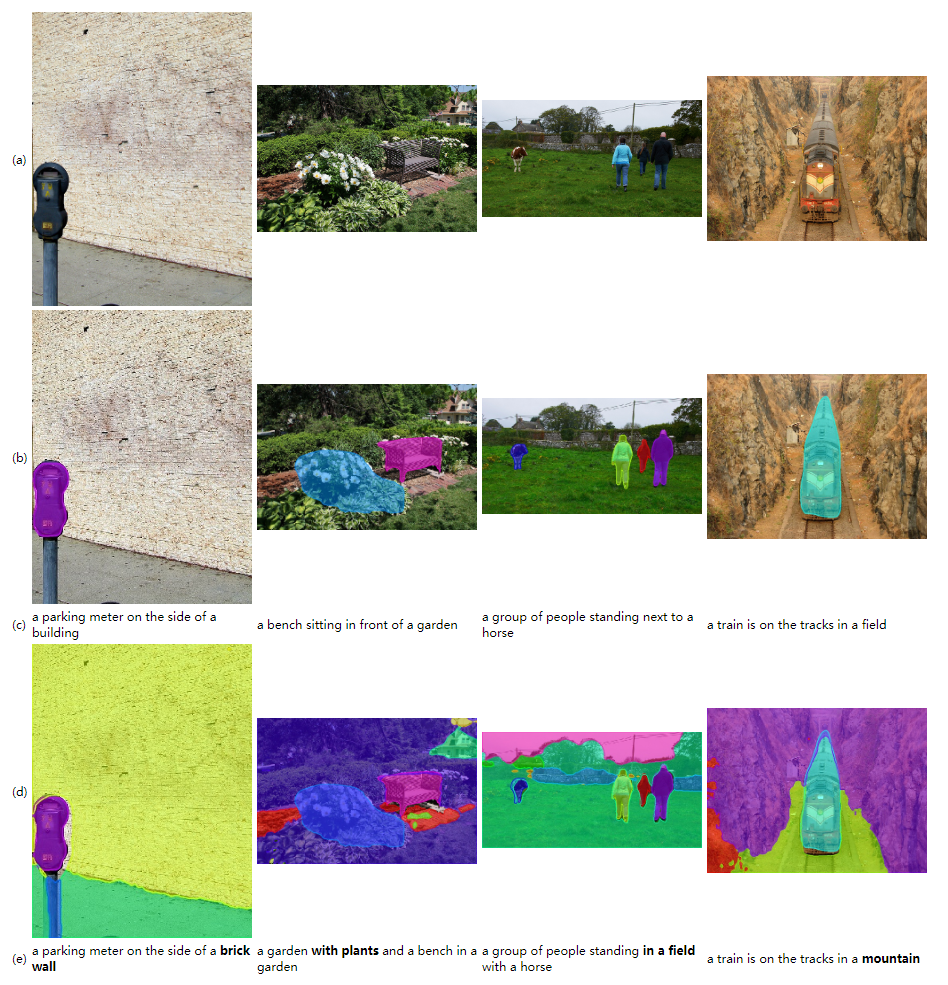 (a)
(b)
(c)
a parking meter on the side of a
building
a bench sitting in front of a garden
a group of people standing next to a
horse
a train is on the tracks in a field
(d)
(e)
a parking meter on the side of a brick
wall
a garden with plants and a bench in a
garden
a group of people standing in a field
with a horse
a train is on the tracks in a mountain